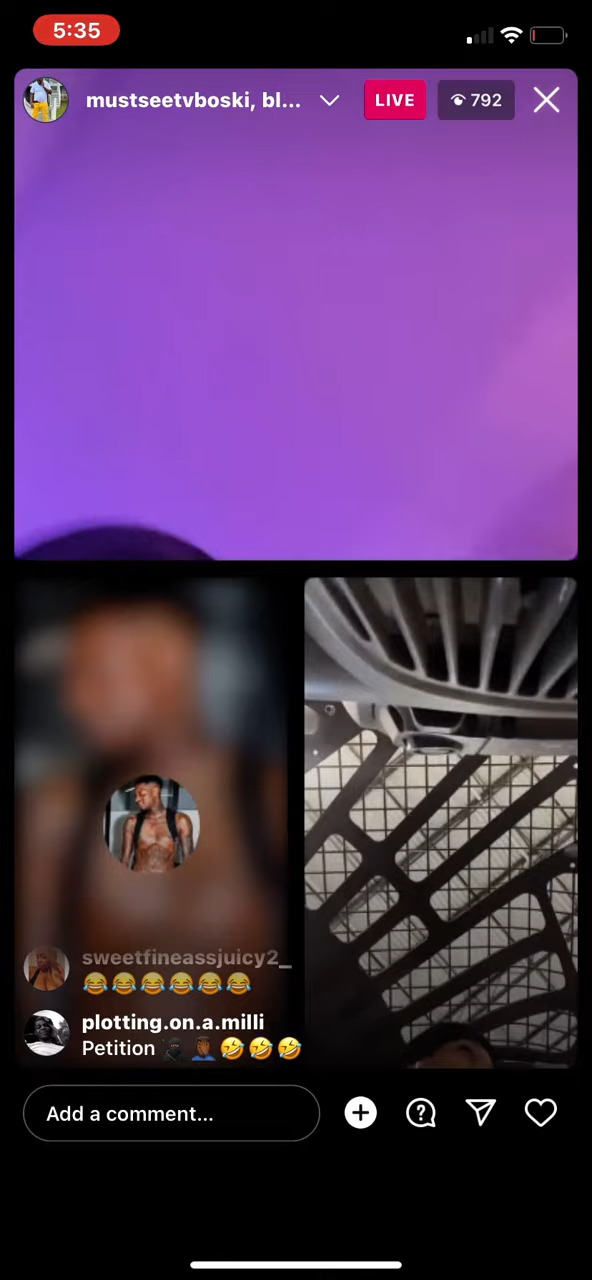 5:35
mustseetvboski, bl...
LIVE
792
sweetfineassjuicy2_
😂😂😂😂😂😂
plotting.on.a.milli
Petition 🥷🏿🤦🏾‍♂️🤣🤣🤣
Add a comment...